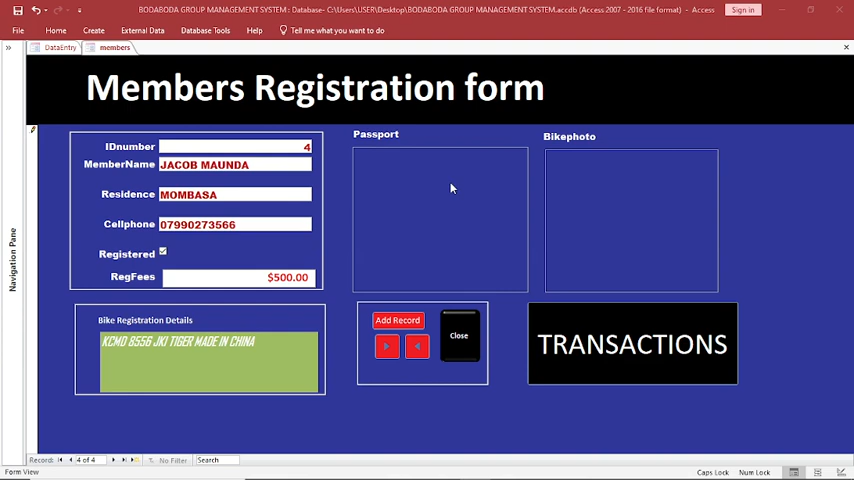 BODABODA GROUP MANAGEMENT SYSTEM : Database- C:\Users\USER\Desktop\BODABODA GROUP MANAGEMENT SYSTEM.accdb (Access 2007 - 2016 file format) - Access
Sign in
File Home Create External Data Database Tools Help Tell me what you want to do
DataEntry members
Members Registration form
IDnumber 4
MemberName JACOB MAUNDA
Residence MOMBASA
Cellphone 07990273566
Registered
RegFees $500.00
Passport
Bikephoto
Bike Registration Details
KCMD 8556 JKI TIGER MADE IN CHINA
Add Record
Close
TRANSACTIONS
Navigation Pane
Record: 4 of 4 No Filter Search
Form View
Caps Lock Num Lock